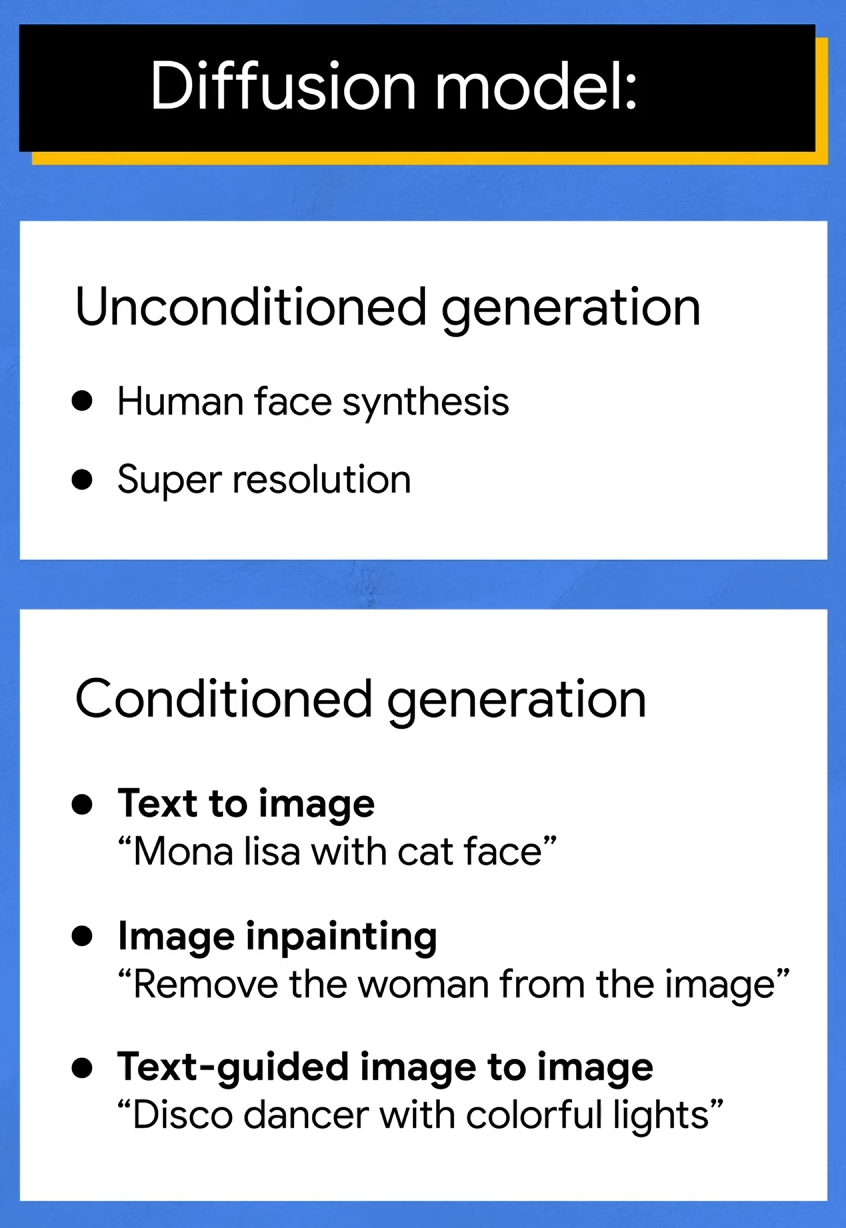 Diffusion model:
Unconditioned generation
● Human face synthesis
● Super resolution
Conditioned generation
● Text to image
“Mona lisa with cat face”
● Image inpainting
“Remove the woman from the image”
● Text-guided image to image
“Disco dancer with colorful lights”